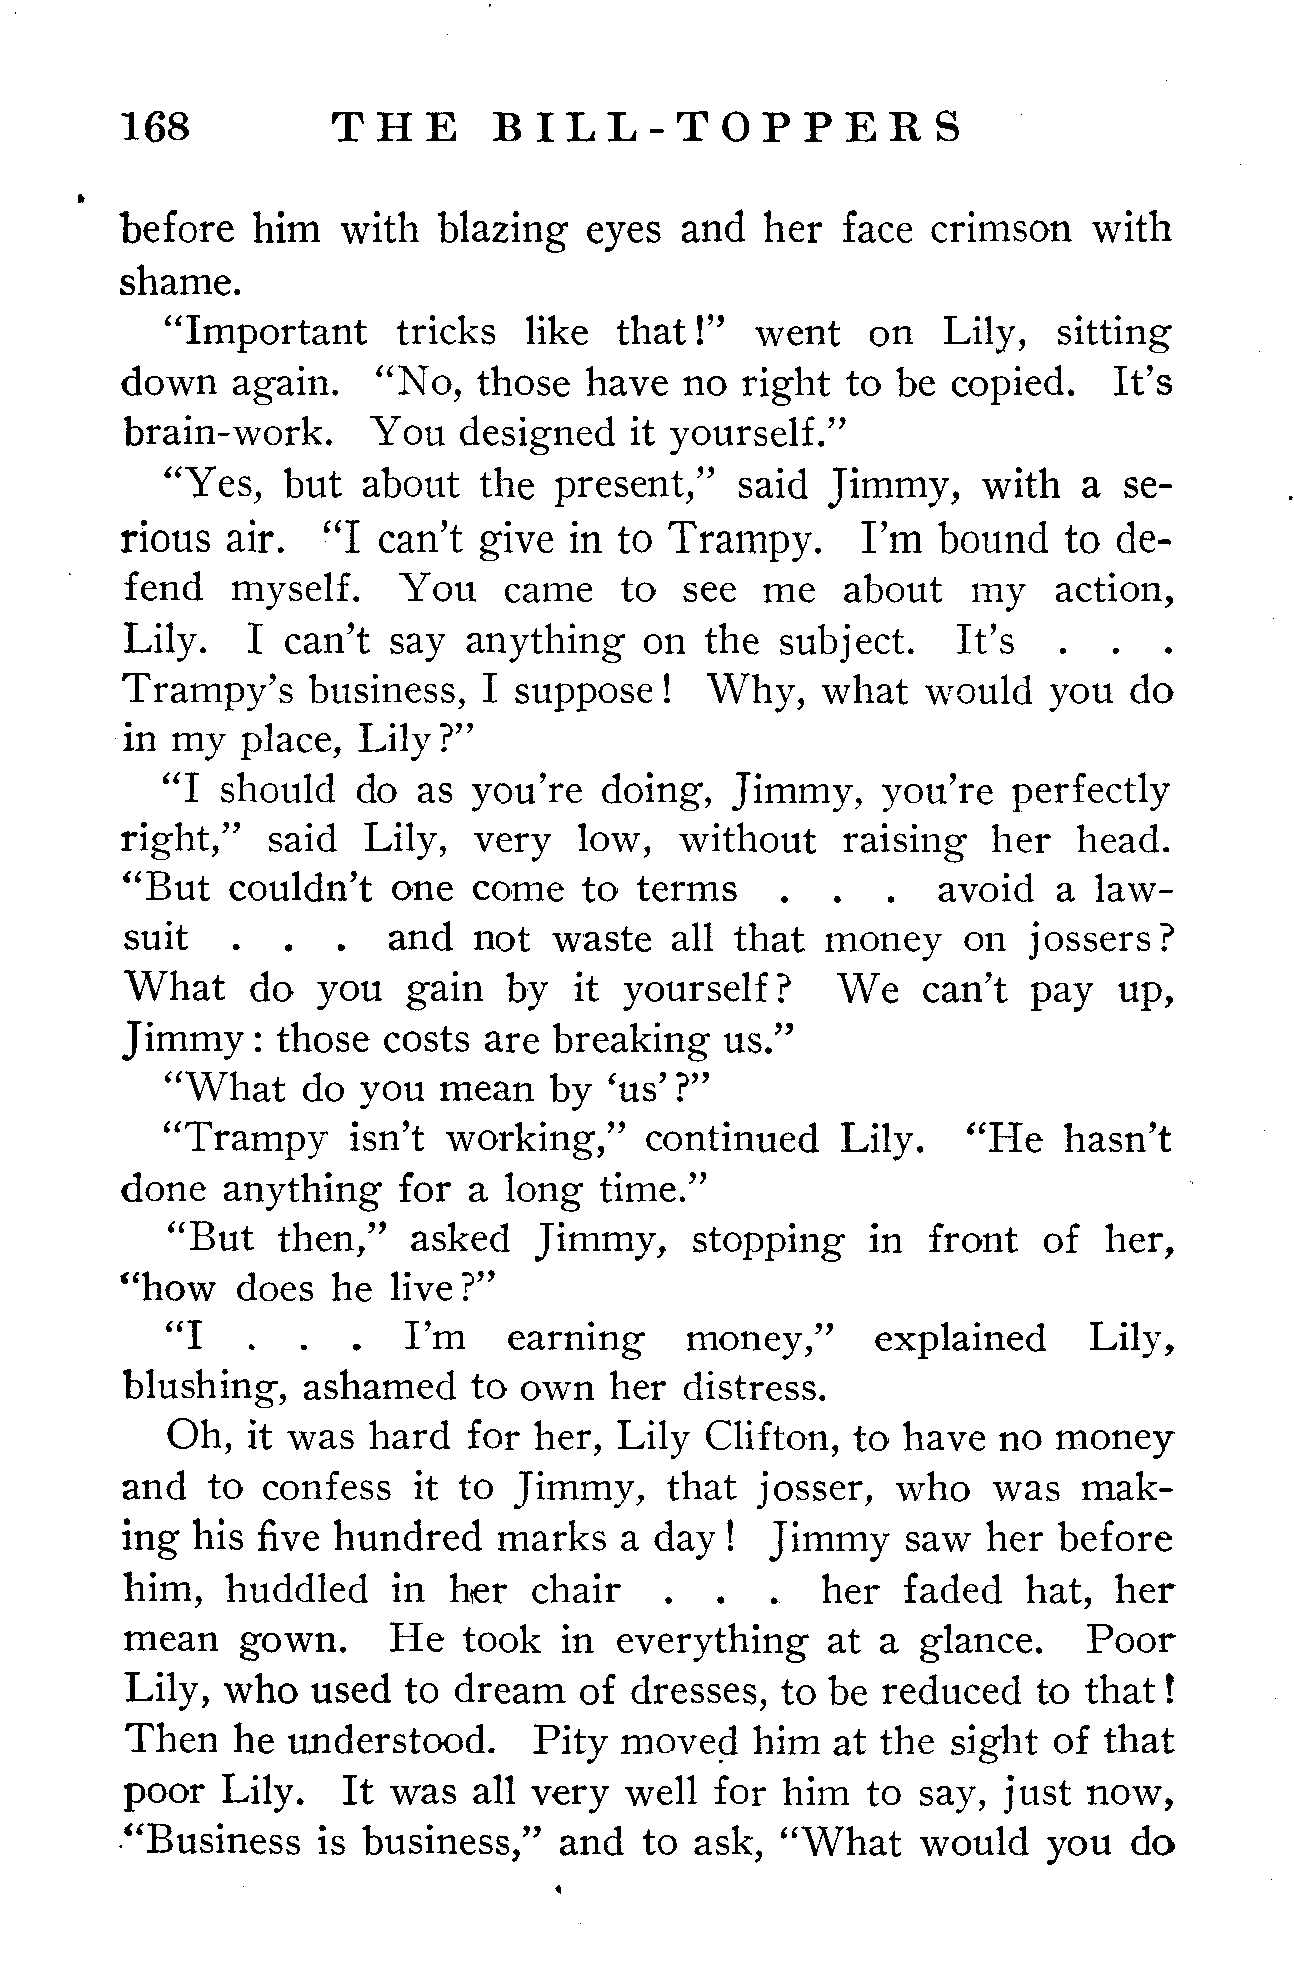 168 THE BILL-TOPPERS
before him with blazing eyes and her face crimson with
shame.
“Important tricks like that!” went on Lily, sitting
down again. “No, those have no right to be copied. It’s
brain-work. You designed it yourself.”
“Yes, but about the present,” said Jimmy, with a se-
rious air. “I can’t give in to Trampy. I’m bound to de-
fend myself. You came to see me about my action,
Lily. I can’t say anything on the subject. It’s . . .
Trampy’s business, I suppose! Why, what would you do
in my place, Lily?”
“I should do as you’re doing, Jimmy, you’re perfectly
right,” said Lily, very low, without raising her head.
“But couldn’t one come to terms . . . avoid a law-
suit . . . and not waste all that money on jossers?
What do you gain by it yourself? We can’t pay up,
Jimmy: those costs are breaking us.”
“What do you mean by ‘us’?”
“Trampy isn’t working,” continued Lily. “He hasn’t
done anything for a long time.”
“But then,” asked Jimmy, stopping in front of her,
“how does he live?”
“I . . . I’m earning money,” explained Lily,
blushing, ashamed to own her distress.
Oh, it was hard for her, Lily Clifton, to have no money
and to confess it to Jimmy, that josser, who was mak-
ing his five hundred marks a day! Jimmy saw her before
him, huddled in her chair . . . her faded hat, her
mean gown. He took in everything at a glance. Poor
Lily, who used to dream of dresses, to be reduced to that!
Then he understood. Pity moved him at the sight of that
poor Lily. It was all very well for him to say, just now,
“Business is business,” and to ask, “What would you do